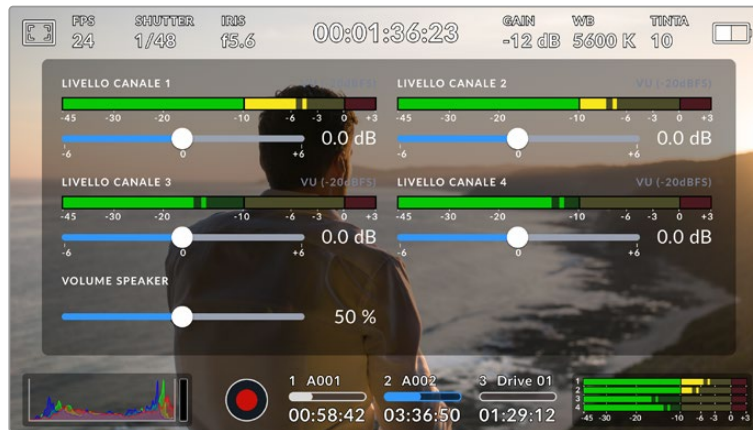 FPS SHUTTER IRIS GAIN WB TINTA
24 1/48 f5.6 00:01:36:23 -12 dB 5600 K 10
LIVELLO CANALE 1 VU (-20dBFS)
-45 -30 -20 -10 -6 -3 0 +3
0.0 dB
-6 0 +6
LIVELLO CANALE 2 VU (-20dBFS)
-45 -30 -20 -10 -6 -3 0 +3
0.0 dB
-6 0 +6
LIVELLO CANALE 3 VU (-20dBFS)
-45 -30 -20 -10 -6 -3 0 +3
0.0 dB
-6 0 +6
LIVELLO CANALE 4 VU (-20dBFS)
-45 -30 -20 -10 -6 -3 0 +3
0.0 dB
-6 0 +6
VOLUME SPEAKER
50 %
1 A001 2 A002 3 Drive 01
00:58:42 03:36:50 01:29:12
1
2
3
4
-45 -30 -20 -10 -6 -3 0 +3